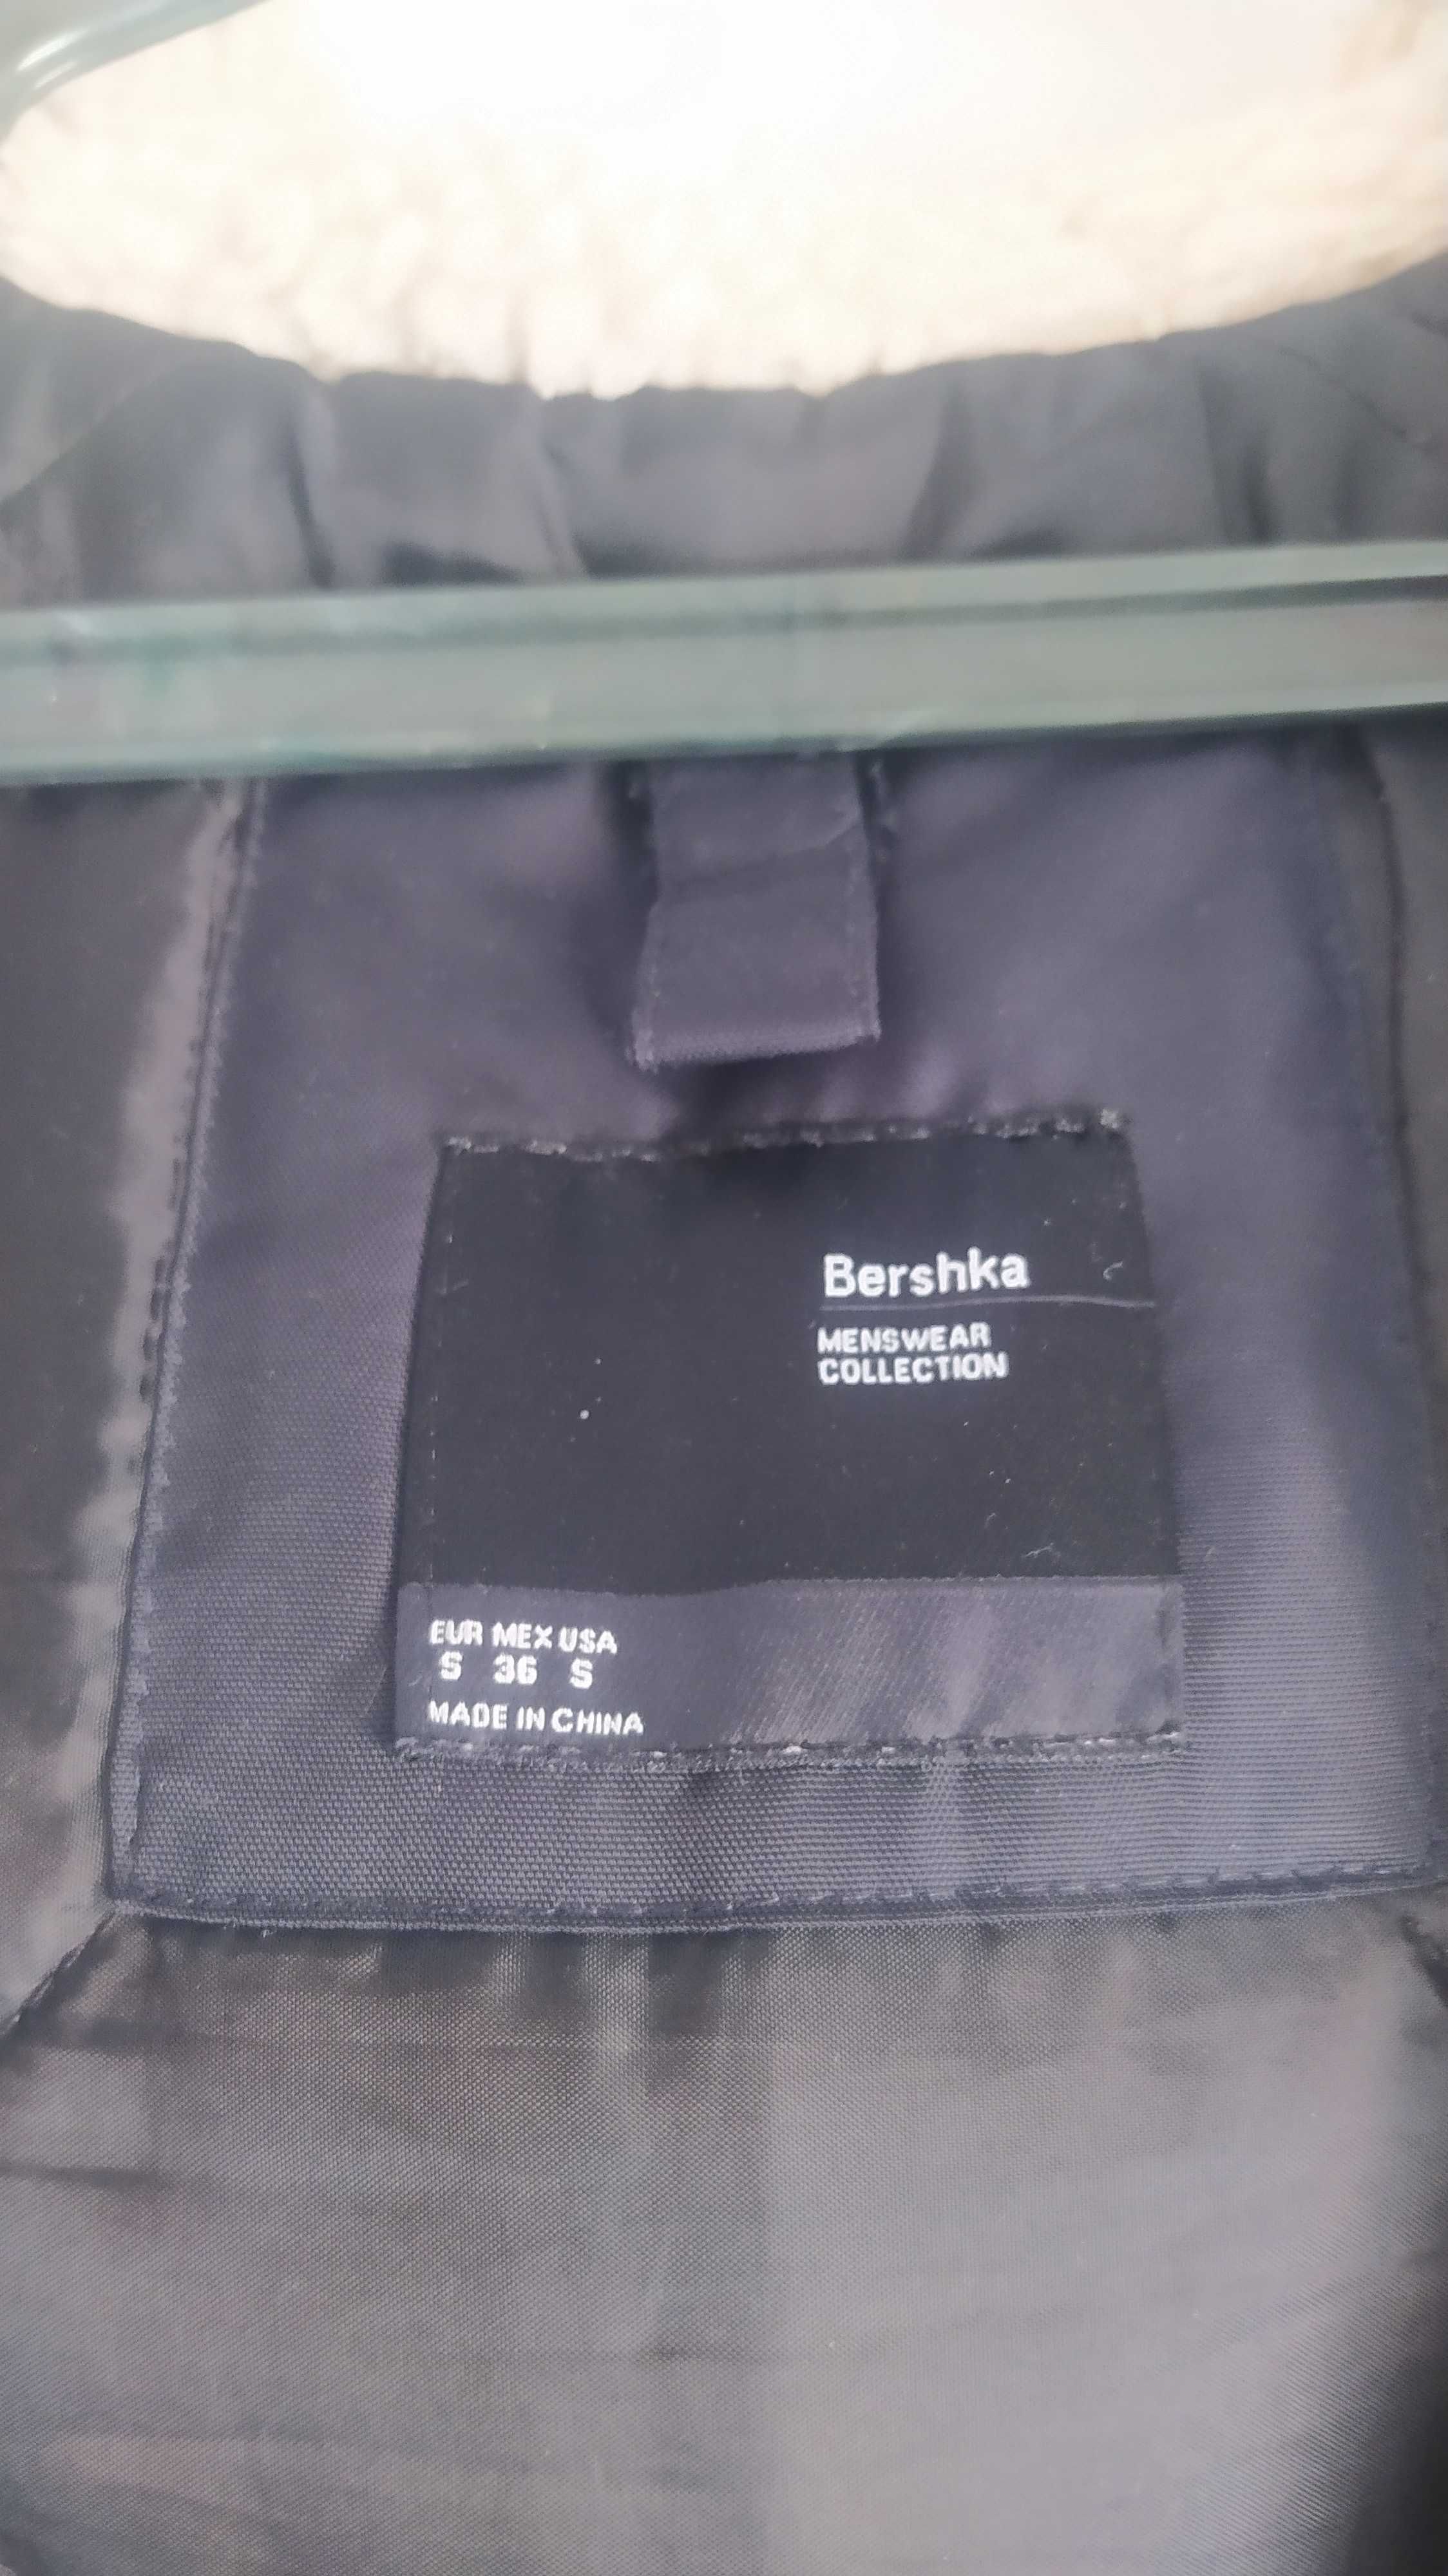 Bershka
MENSWEAR
COLLECTION
EUR MEX USA
S 36 S
MADE IN CHINA